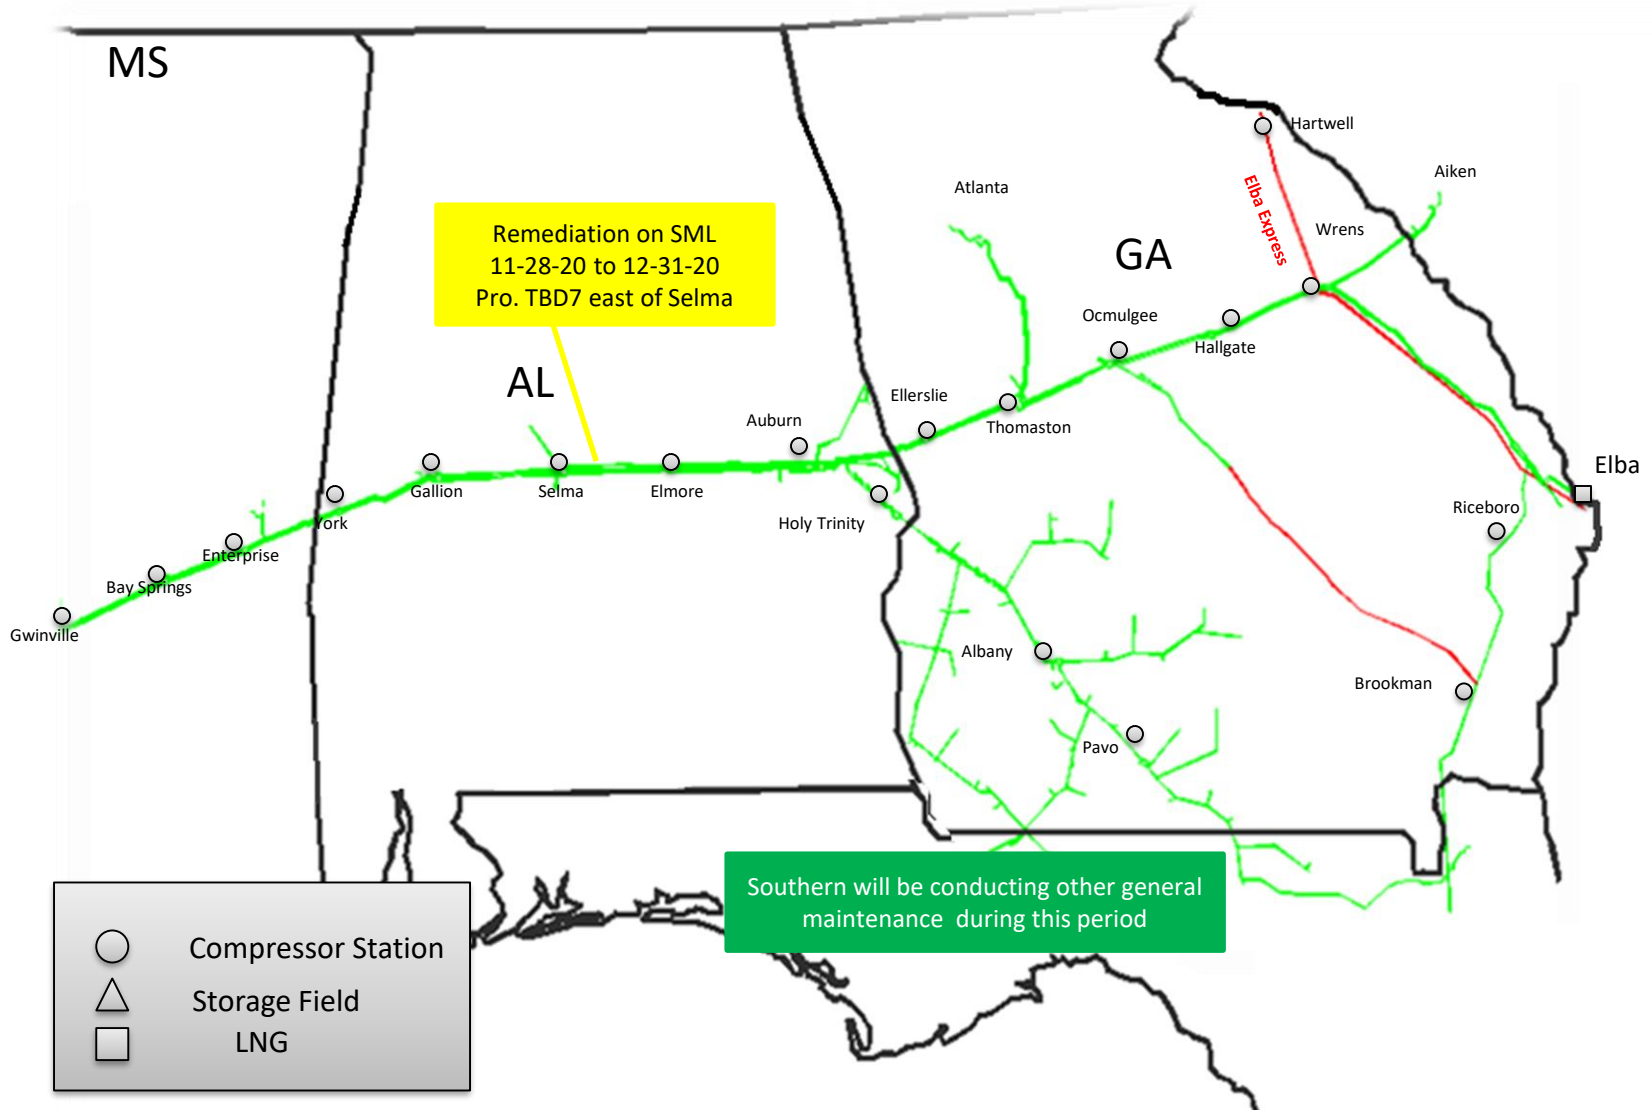 MS
Hartwell
Aiken
Atlanta
Elba Express
Wrens
Remediation on SML
11-28-20 to 12-31-20
Pro. TBD7 east of Selma
GA
Ocmulgee
Hallgate
AL
Ellerslie
Auburn
Thomaston
Elba
Gallion
Selma
Elmore
Riceboro
York
Holy Trinity
Enterprise
Bay Springs
Gwinville
Albany
Brookman
Pavo
Southern will be conducting other general
maintenance during this period
Compressor Station
Storage Field
LNG